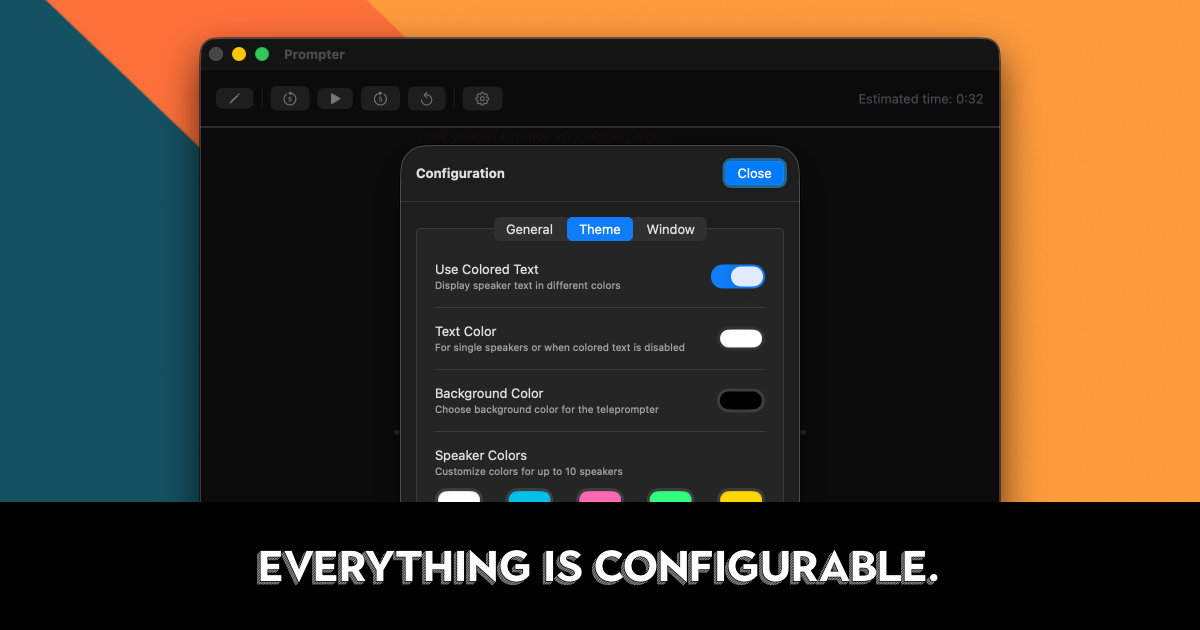 Prompter
5
5
Estimated time: 0:32
Configuration
Close
General Theme Window
Use Colored Text
Display speaker text in different colors
Text Color
For single speakers or when colored text is disabled
Background Color
Choose background color for the teleprompter
Speaker Colors
Customize colors for up to 10 speakers
EVERYTHING IS CONFIGURABLE.